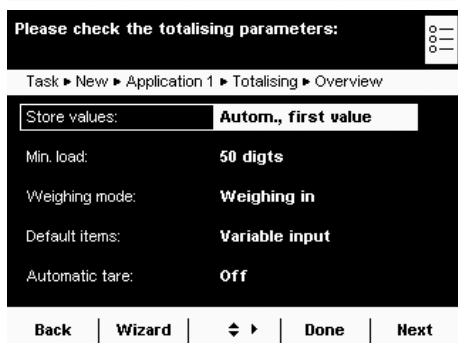 Please check the totalising parameters:
Task ▸ New ▸ Application 1 ▸ Totalising ▸ Overview
Store values: Autom., first value
Min. load: 50 digts
Weighing mode: Weighing in
Default items: Variable input
Automatic tare: Off
Back Wizard Done Next